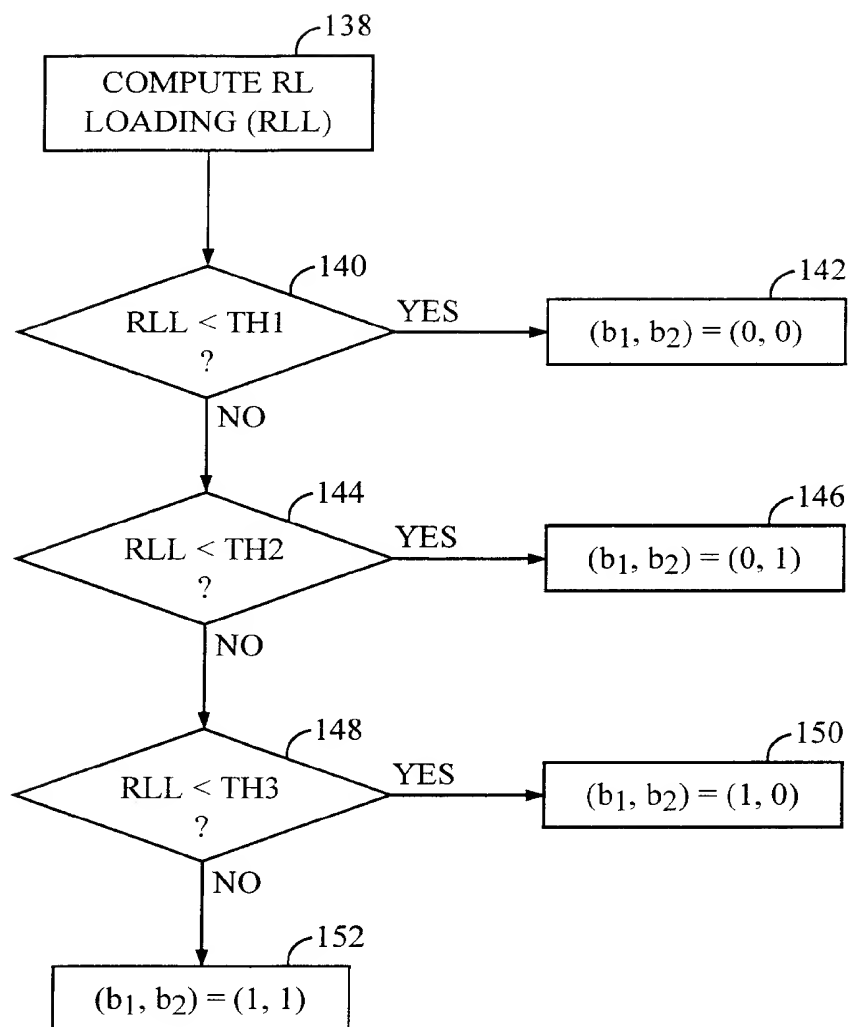 138
COMPUTE RL
LOADING (RLL)
140
RLL < TH1
?
YES
142
(b1, b2) = (0, 0)
NO
144
RLL < TH2
?
YES
146
(b1, b2) = (0, 1)
NO
148
RLL < TH3
?
YES
150
(b1, b2) = (1, 0)
NO
152
(b1, b2) = (1, 1)